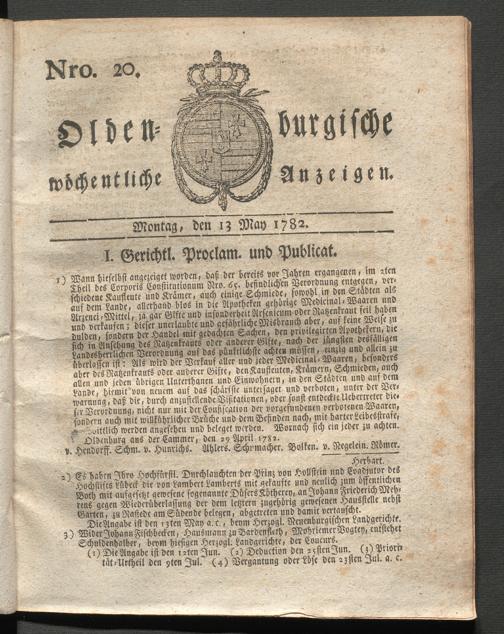 Nro. 20.
Olden= burgische
wöchentliche Anzeigen.
Montag, den 13 May 1782.
I. Gerichtl. Proclam. und Publicat.
1) Wann hieselbst angezeiget worden, daß der bereits vor Jahren ergangenen, im 2ten
Theil des Corporis Constitutionum Nro. 65. befindlichen Verordnung entgegen, ver-
schiedene Kaufleute und Krämer, auch einige Schmiede, sowohl in den Städten als
auf dem Lande, allerhand blos in die Apotheken gehörige Medicinal-Waaren und
Arzenei-Mittel, ja gar Gifte und insonderheit Arsenicum oder Ratzenkraut feil haben
und verkaufen; dieser unerlaubte und gefährliche Misbrauch aber, auf keine Weise zu
dulden, sondern der Handel mit gedachten Sachen, den privilegirten Apothekern, die
sich in Ansehung des Ratzenkrauts oder anderer Gifte, nach der jüngsten desfälligen
Landesherrlichen Verordnung auf das pünktlichste achten müssen, einzig und allein zu
überlassen ist: Als wird der Verkauf aller und jeder Medicinal-Waaren, besonders
aber des Ratzenkrauts oder anderer Gifte, den Kaufleuten, Krämern, Schmieden, auch
allen und jeden übrigen Unterthanen und Einwohnern, in den Städten und auf dem
Lande, hiemit von neuem auf das schärfste untersaget und verboten, unter der Ver-
warnung, daß die, durch anzustellende Visitationen, oder sonst entdeckte Uebertreter die-
ser Verordnung, nicht nur mit der Confiscation der vorgefundenen verbotenen Waaren,
sondern auch mit willkührlicher Brüche und dem Befinden nach, mit harter Leibesstrafe,
ohnerbittlich werden angesehen und beleget werden. Wornach sich ein jeder zu achten.
Oldenburg aus der Cammer, den 29 April 1782.
v. Hendorff. Schm. v. Hunrichs. Ahlers. Schumacher. Bolken. v. Negelein. Römer.
Herbart.
2) Es haben Ihro Hochfürstl. Durchlauchten der Prinz von Hollstein und Coadjutor des
Hochstifts Lübeck die von Lambert Lamberts mit gekaufte und neulich zum öffentlichen
Both mit aufgesetzt gewesene sogenannte Düsers Kötherey, an Johann Friederich Meh-
rens gegen Wiederüberlassung der dem letztern zugehörig gewesenen Hausstelle nebst
Garten, zu Rastede am Südende belegen, abgetreten und damit vertauscht.
Die Angabe ist den 13ten May a.c., beym Herzogl. Neuenburgischen Landgerichte.
3) Wider Johann Fischbecken, Hausmann zu Bardenfleth, Mohriemer Vogtey, entstehet
Schuldenhalber, beym hiesigen Herzogl. Landgerichte, der Concurs.
(1) Die Angabe ist den 12ten Jun. (2) Deduction den 25sten Jun. (3) Priori-
tät-Urtheil den 9ten Jul. (4) Vergantung oder Löse den 23sten Jul. a. c.